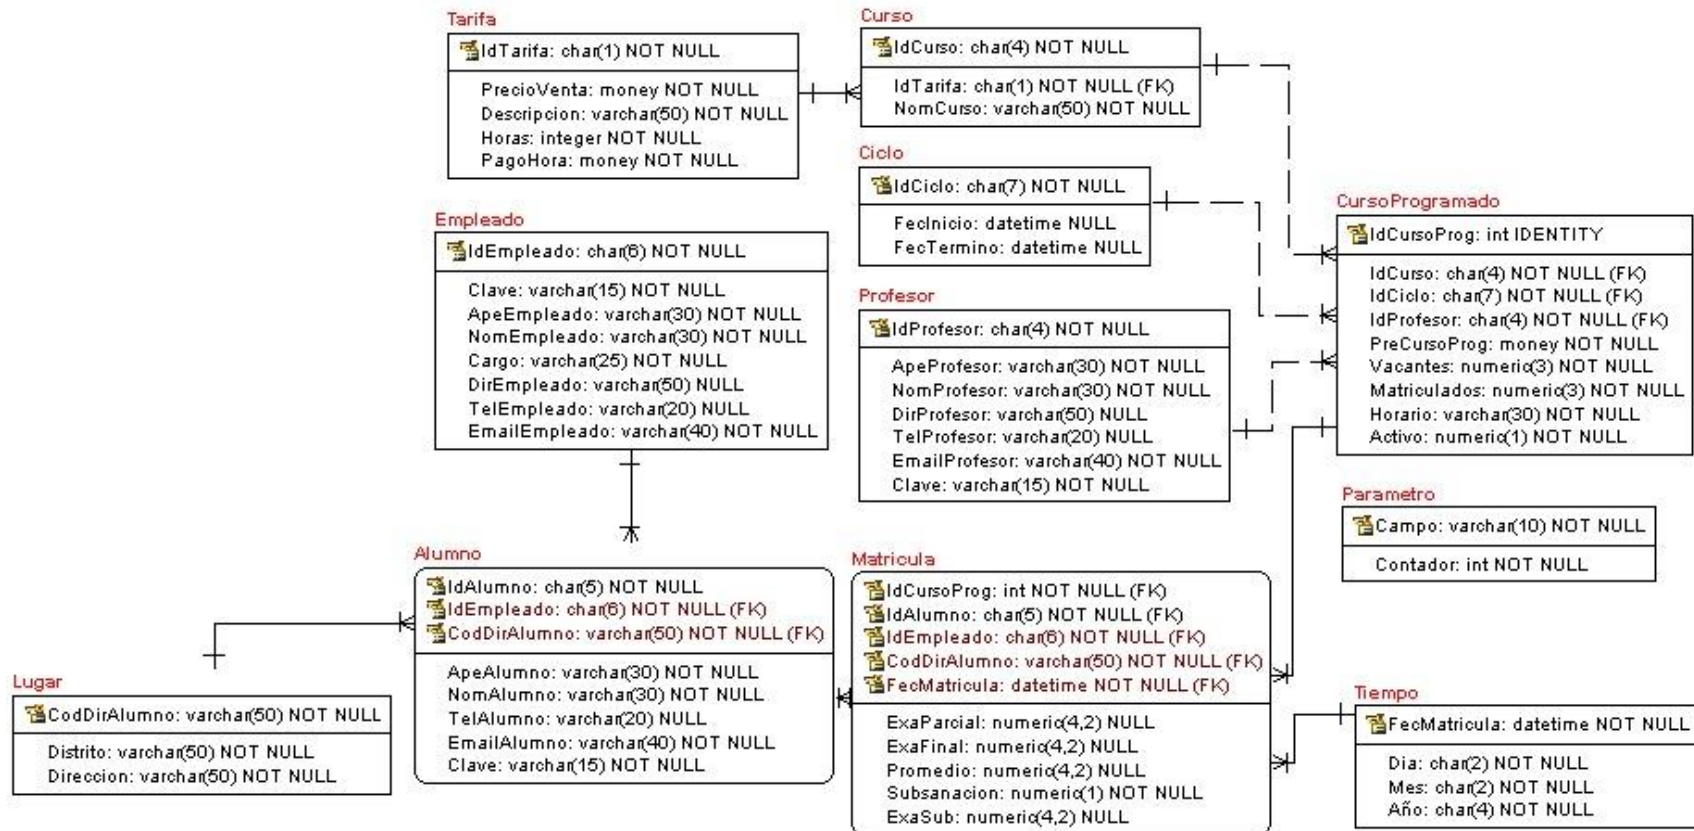 Tarifa
IdTarifa: char(1) NOT NULL
PrecioVenta: money NOT NULL
Descripcion: varchar(50) NOT NULL
Horas: integer NOT NULL
PagoHora: money NOT NULL
Curso
IdCurso: char(4) NOT NULL
IdTarifa: char(1) NOT NULL (FK)
NomCurso: varchar(50) NOT NULL
Ciclo
IdCiclo: char(7) NOT NULL
FecInicio: datetime NULL
FecTermino: datetime NULL
CursoProgramado
IdCursoProg: int IDENTITY
IdCurso: char(4) NOT NULL (FK)
IdCiclo: char(7) NOT NULL (FK)
IdProfesor: char(4) NOT NULL (FK)
PreCursoProg: money NOT NULL
Vacantes: numeric(3) NOT NULL
Matriculados: numeric(3) NOT NULL
Horario: varchar(30) NOT NULL
Activo: numeric(1) NOT NULL
Empleado
IdEmpleado: char(6) NOT NULL
Clave: varchar(15) NOT NULL
ApeEmpleado: varchar(30) NOT NULL
NomEmpleado: varchar(30) NOT NULL
Cargo: varchar(25) NOT NULL
DirEmpleado: varchar(50) NULL
TelEmpleado: varchar(20) NULL
EmailEmpleado: varchar(40) NOT NULL
Profesor
IdProfesor: char(4) NOT NULL
ApeProfesor: varchar(30) NOT NULL
NomProfesor: varchar(30) NOT NULL
DirProfesor: varchar(50) NULL
TelProfesor: varchar(20) NULL
EmailProfesor: varchar(40) NOT NULL
Clave: varchar(15) NOT NULL
Parametro
Campo: varchar(10) NOT NULL
Contador: int NOT NULL
Alumno
IdAlumno: char(5) NOT NULL
IdEmpleado: char(6) NOT NULL (FK)
CodDirAlumno: varchar(50) NOT NULL (FK)
ApeAlumno: varchar(30) NOT NULL
NomAlumno: varchar(30) NOT NULL
TelAlumno: varchar(20) NULL
EmailAlumno: varchar(40) NOT NULL
Clave: varchar(15) NOT NULL
Matricula
IdCursoProg: int NOT NULL (FK)
IdAlumno: char(5) NOT NULL (FK)
IdEmpleado: char(6) NOT NULL (FK)
CodDirAlumno: varchar(50) NOT NULL (FK)
FecMatricula: datetime NOT NULL (FK)
ExaParcial: numeric(4,2) NULL
ExaFinal: numeric(4,2) NULL
Promedio: numeric(4,2) NULL
Subsanacion: numeric(1) NOT NULL
ExaSub: numeric(4,2) NULL
Lugar
CodDirAlumno: varchar(50) NOT NULL
Distrito: varchar(50) NOT NULL
Direccion: varchar(50) NOT NULL
Tiempo
FecMatricula: datetime NOT NULL
Dia: char(2) NOT NULL
Mes: char(2) NOT NULL
Año: char(4) NOT NULL